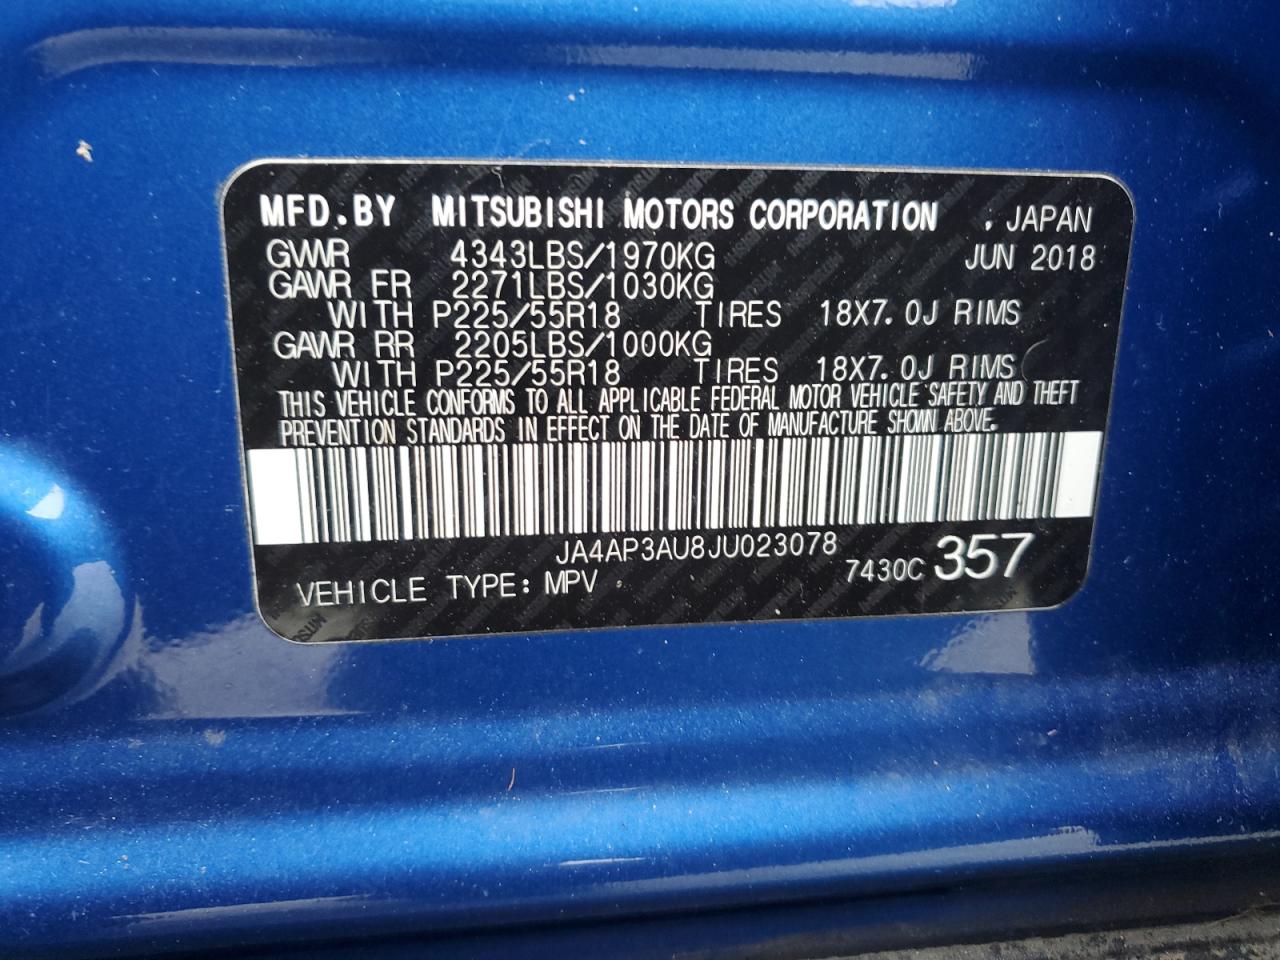 MFD.BY MITSUBISHI MOTORS CORPORATION , JAPAN
GVWR 4343LBS/1970KG JUN 2018
GAWR FR 2271LBS/1030KG
WITH P225/55R18 TIRES 18X7.0J RIMS
GAWR RR 2205LBS/1000KG
WITH P225/55R18 TIRES 18X7.0J RIMS
THIS VEHICLE CONFORMS TO ALL APPLICABLE FEDERAL MOTOR VEHICLE SAFETY AND THEFT
PREVENTION STANDARDS IN EFFECT ON THE DATE OF MANUFACTURE SHOWN ABOVE.
JA4AP3AU8JU023078
VEHICLE TYPE: MPV 7430C 357